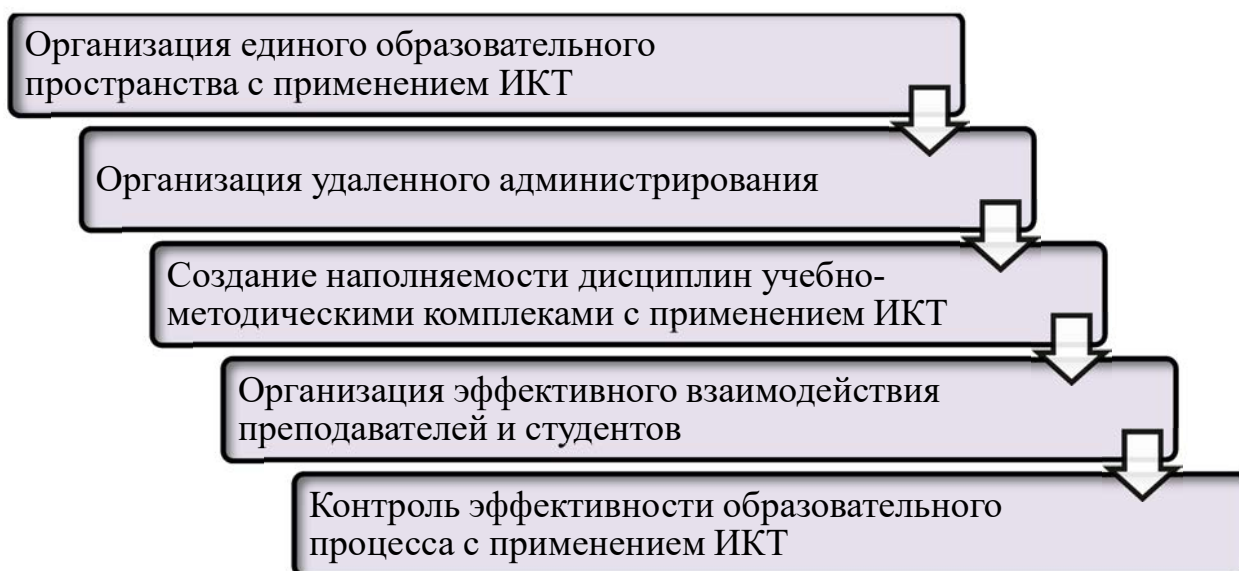 Организация единого образовательного
пространства с применением ИКТ
Организация удаленного администрирования
Создание наполняемости дисциплин учебно-
методическими комплеками с применением ИКТ
Организация эффективного взаимодействия
преподавателей и студентов
Контроль эффективности образовательного
процесса с применением ИКТ